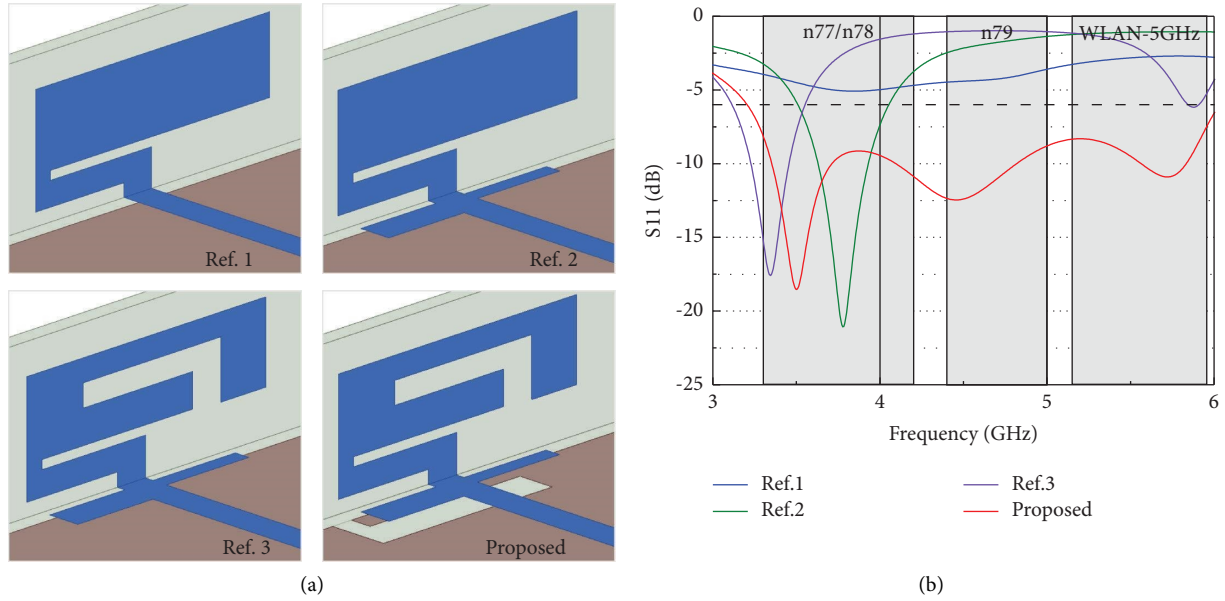 Ref. 1
Ref. 2
Ref. 3
Proposed
(a)
0
-5
-10
-15
-20
-25
S11 (dB)
n77/n78
n79
WLAN-5GHz
3
4
5
6
Frequency (GHz)
Ref.1
Ref.3
Ref.2
Proposed
(b)